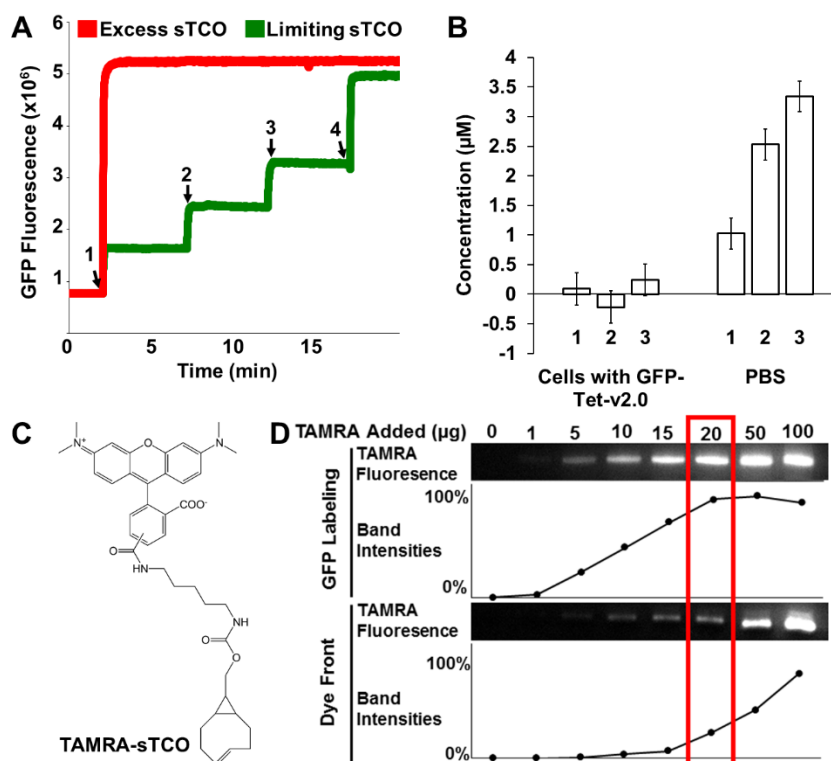 A
Excess sTCO Limiting sTCO
GFP Fluorescence (x10⁶)
6
5
4
3
2
1
1
2
3
4
0 5 10 15
Time (min)
B
Concentration (µM)
4
3.5
3
2.5
2
1.5
1
0.5
0
-0.5
-1
1 2 3 1 2 3
Cells with GFP-
Tet-v2.0
PBS
C
N⁺
O
N
COO⁻
O
NH
NH
O
O
TAMRA-sTCO
D
TAMRA Added (µg) 0 1 5 10 15 20 50 100
GFP Labeling
TAMRA
Fluoresence
100%
Band
Intensities
0%
Dye Front
TAMRA
Fluoresence
100%
Band
Intensities
0%